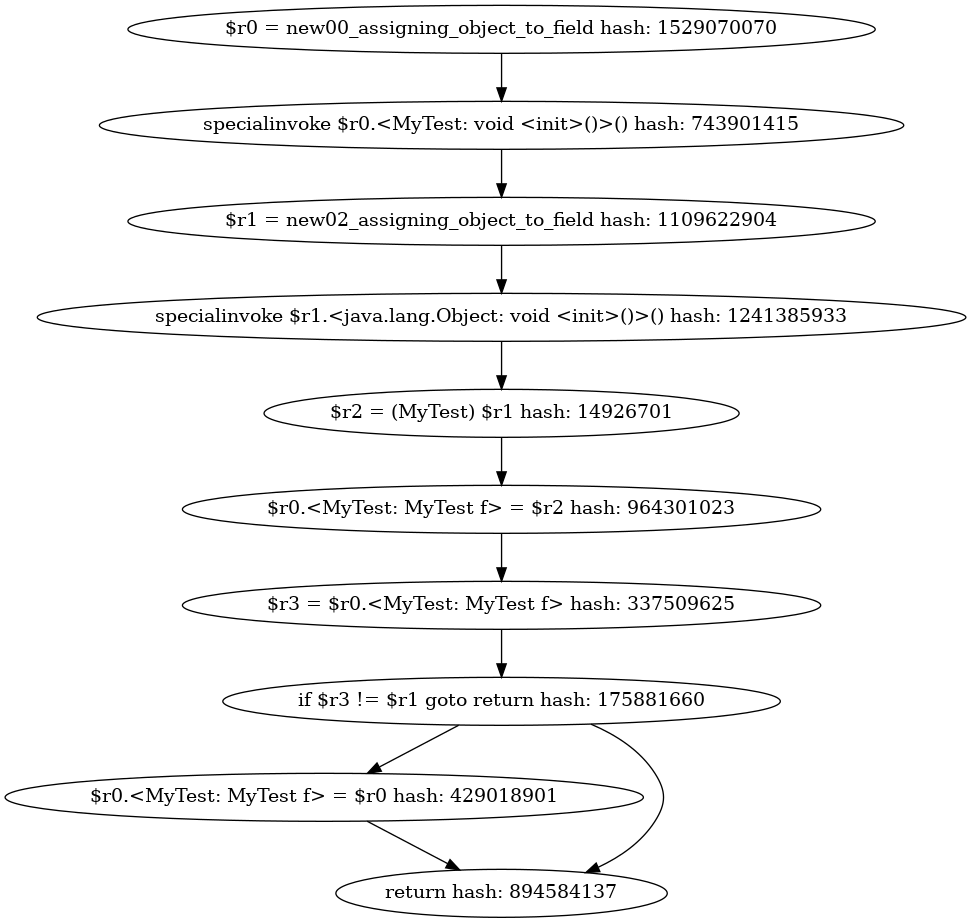 $r0 = new00_assigning_object_to_field hash: 1529070070
specialinvoke $r0.<MyTest: void <init>()>() hash: 743901415
$r1 = new02_assigning_object_to_field hash: 1109622904
specialinvoke $r1.<java.lang.Object: void <init>()>() hash: 1241385933
$r2 = (MyTest) $r1 hash: 14926701
$r0.<MyTest: MyTest f> = $r2 hash: 964301023
$r3 = $r0.<MyTest: MyTest f> hash: 337509625
if $r3 != $r1 goto return hash: 175881660
$r0.<MyTest: MyTest f> = $r0 hash: 429018901
return hash: 894584137